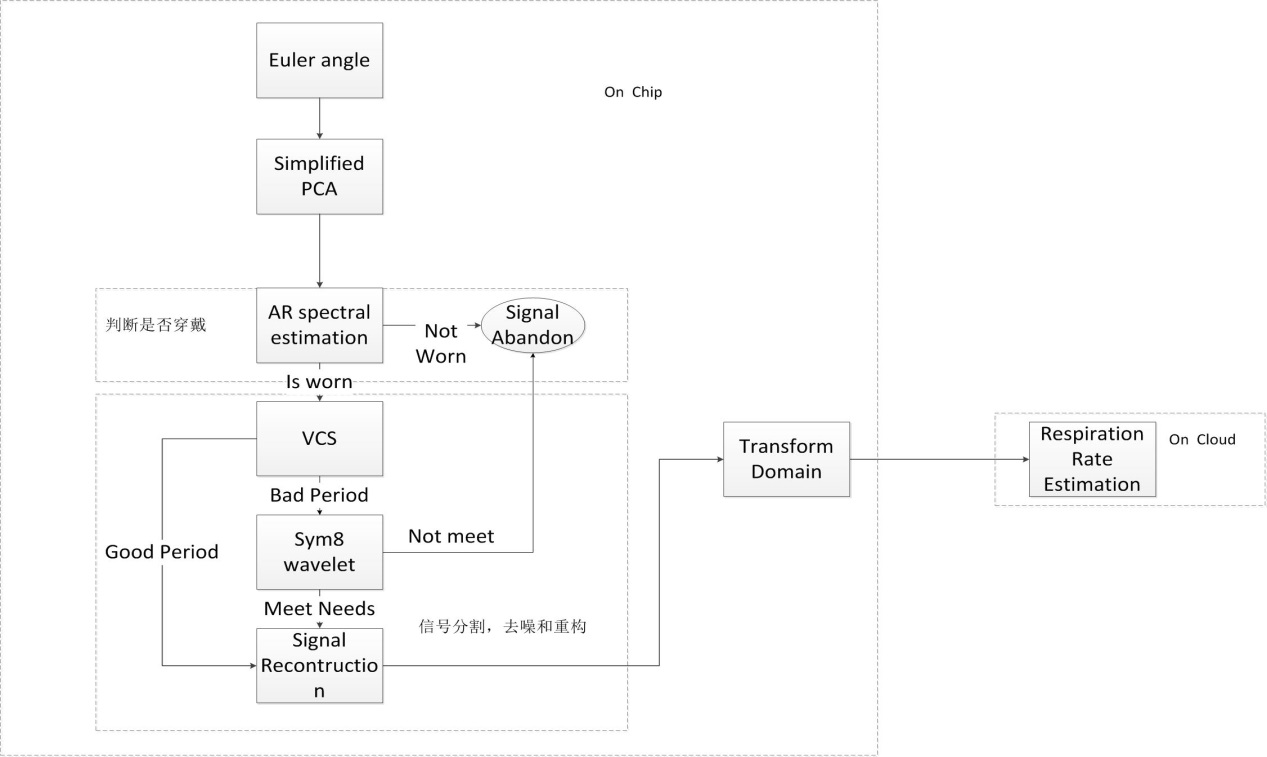 Euler angle
On Chip
Simplified
PCA
判断是否穿戴
AR spectral
estimation
Not
Worn
Signal
Abandon
Is worn
VCS
Bad Period
Good Period
Sym8
wavelet
Not meet
Meet Needs
信号分割，去噪和重构
Signal
Recontructio
n
Transform
Domain
Respiration
Rate
Estimation
On Cloud